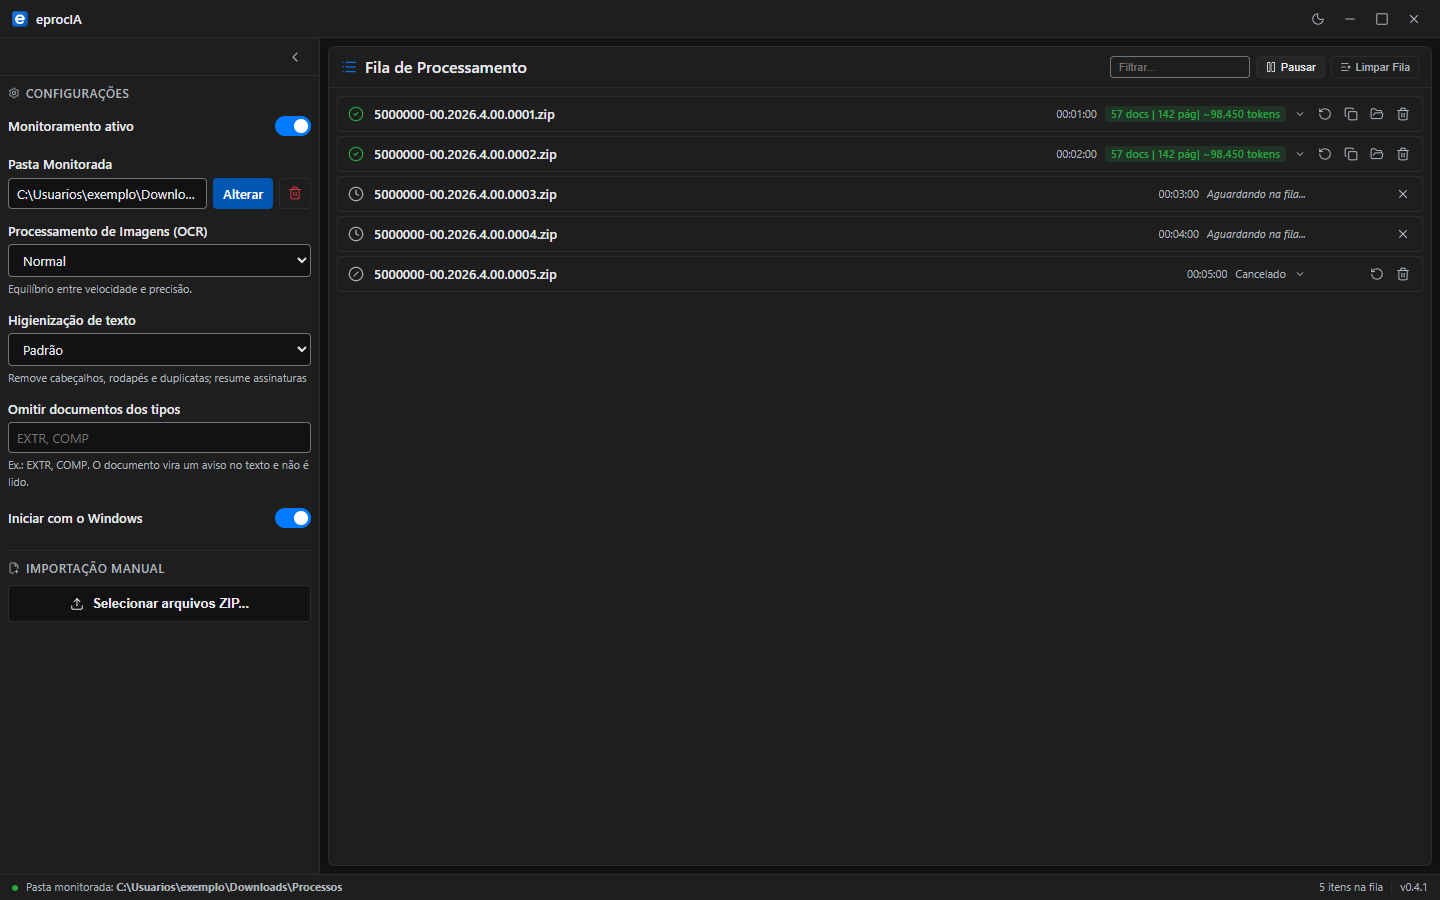 eprocIA
CONFIGURAÇÕES
Monitoramento ativo
Pasta Monitorada
C:\Usuarios\exemplo\Downlo...
Alterar
Processamento de Imagens (OCR)
Normal
Equilíbrio entre velocidade e precisão.
Higienização de texto
Padrão
Remove cabeçalhos, rodapés e duplicatas; resume assinaturas
Omitir documentos dos tipos
EXTR, COMP
Ex.: EXTR, COMP. O documento vira um aviso no texto e não é
lido.
Iniciar com o Windows
IMPORTAÇÃO MANUAL
Selecionar arquivos ZIP...
Fila de Processamento
Filtrar...
Pausar
Limpar Fila
5000000-00.2026.4.00.0001.zip 00:01:00 57 docs | 142 pág| ~98.450 tokens
5000000-00.2026.4.00.0002.zip 00:02:00 57 docs | 142 pág| ~98.450 tokens
5000000-00.2026.4.00.0003.zip 00:03:00 Aguardando na fila...
5000000-00.2026.4.00.0004.zip 00:04:00 Aguardando na fila...
5000000-00.2026.4.00.0005.zip 00:05:00 Cancelado
Pasta monitorada: C:\Usuarios\exemplo\Downloads\Processos
5 itens na fila
v0.4.1